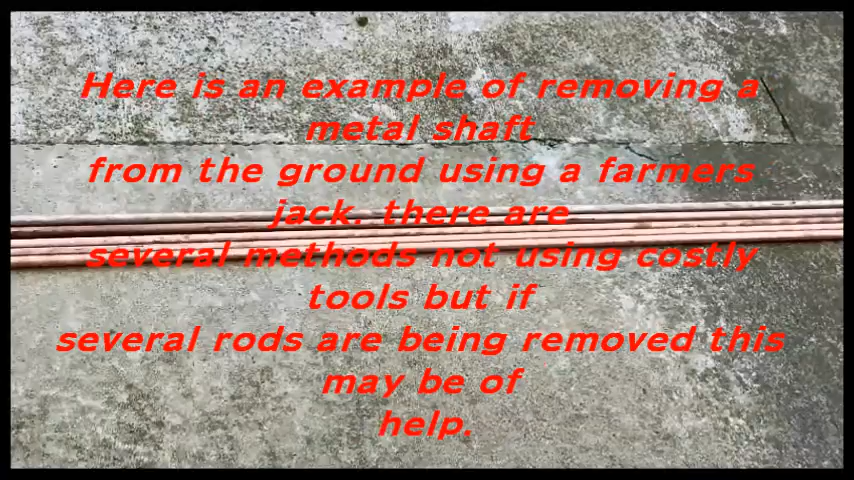 Here is an example of removing a
metal shaft
from the ground using a farmers
jack. there are
several methods not using costly
tools but if
several rods are being removed this
may be of
help.